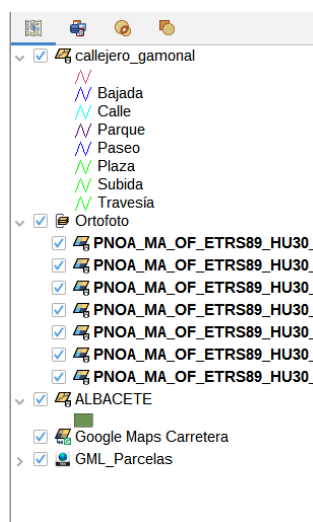 callejero_gamonal
Bajada
Calle
Parque
Paseo
Plaza
Subida
Travesía
Ortofoto
PNOA_MA_OF_ETRS89_HU30_
PNOA_MA_OF_ETRS89_HU30_
PNOA_MA_OF_ETRS89_HU30_
PNOA_MA_OF_ETRS89_HU30_
PNOA_MA_OF_ETRS89_HU30_
PNOA_MA_OF_ETRS89_HU30_
PNOA_MA_OF_ETRS89_HU30_
ALBACETE
Google Maps Carretera
GML_Parcelas